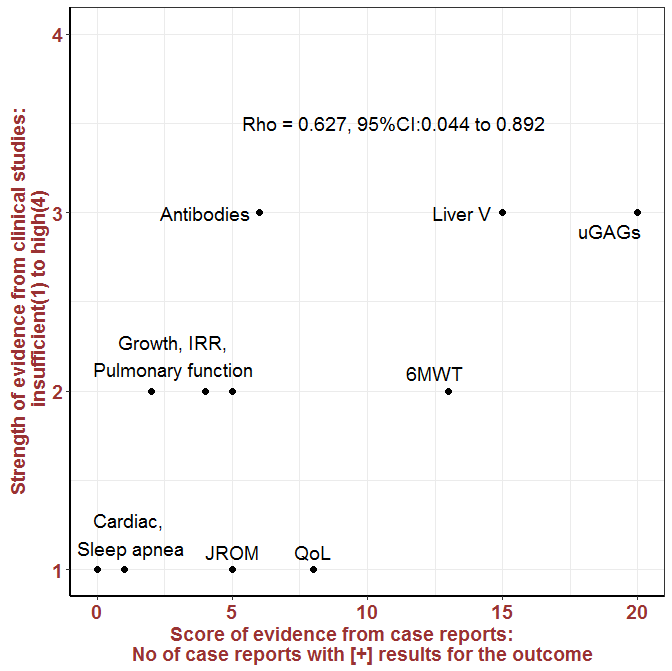 Strength of evidence from clinical studies:
insufficient(1) to high(4)
4
3
2
1
Rho = 0.627, 95%CI:0.044 to 0.892
Antibodies
Liver V
uGAGs
Growth, IRR,
Pulmonary function
6MWT
Cardiac,
Sleep apnea
JROM
QoL
0 5 10 15 20
Score of evidence from case reports:
No of case reports with [+] results for the outcome